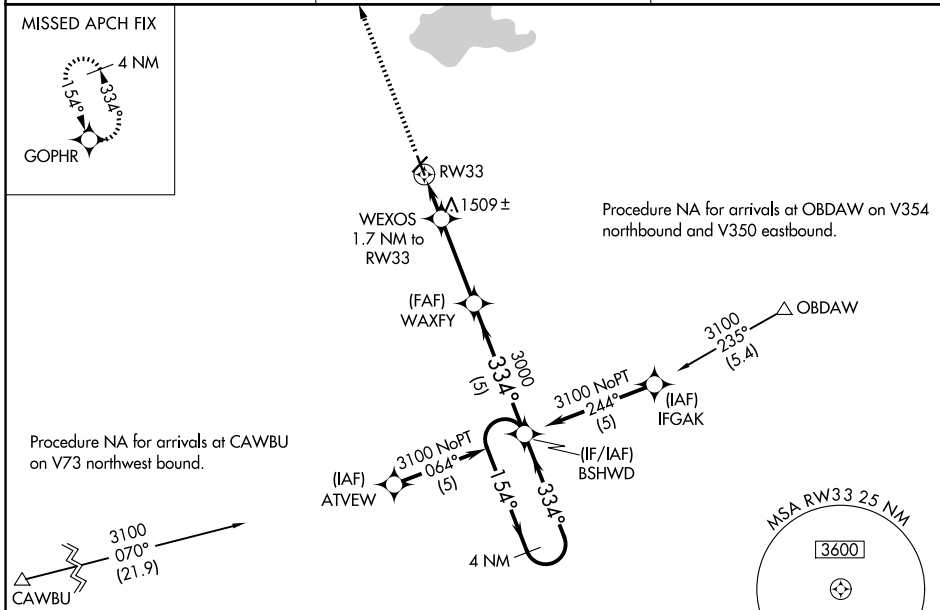 MISSED APCH FIX
4 NM
154°
334°
GOPHR
RW33
1509 ±
WEXOS
1.7 NM to
RW33
Procedure NA for arrivals at OBDAW on V354
northbound and V350 eastbound.
(FAF)
WAXFY
OBDAW
3100
235°
(5.4)
3000
334°
(5)
3100 NoPT
244°
(5)
(IAF)
IFGAK
Procedure NA for arrivals at CAWBU
on V73 northwest bound.
3100 NoPT
064°
(5)
(IAF)
ATVEW
(IF/IAF)
BSHWD
154°
334°
4 NM
3100
070°
(21.9)
CAWBU
MSA RW33 25 NM
3600